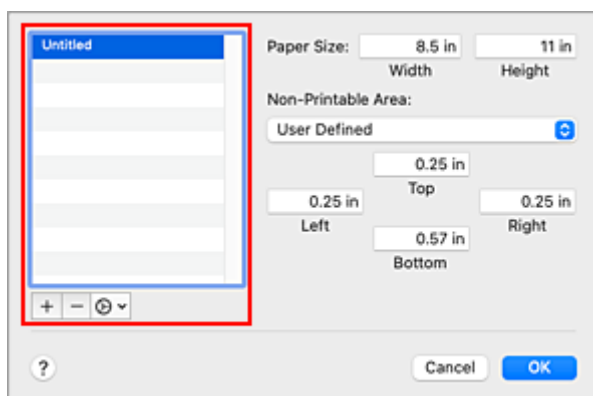 Untitled
Paper Size: 8.5 in 11 in
Width Height
Non-Printable Area:
User Defined
0.25 in
Top
0.25 in 0.25 in
Left Right
0.57 in
Bottom
+ −
? Cancel OK